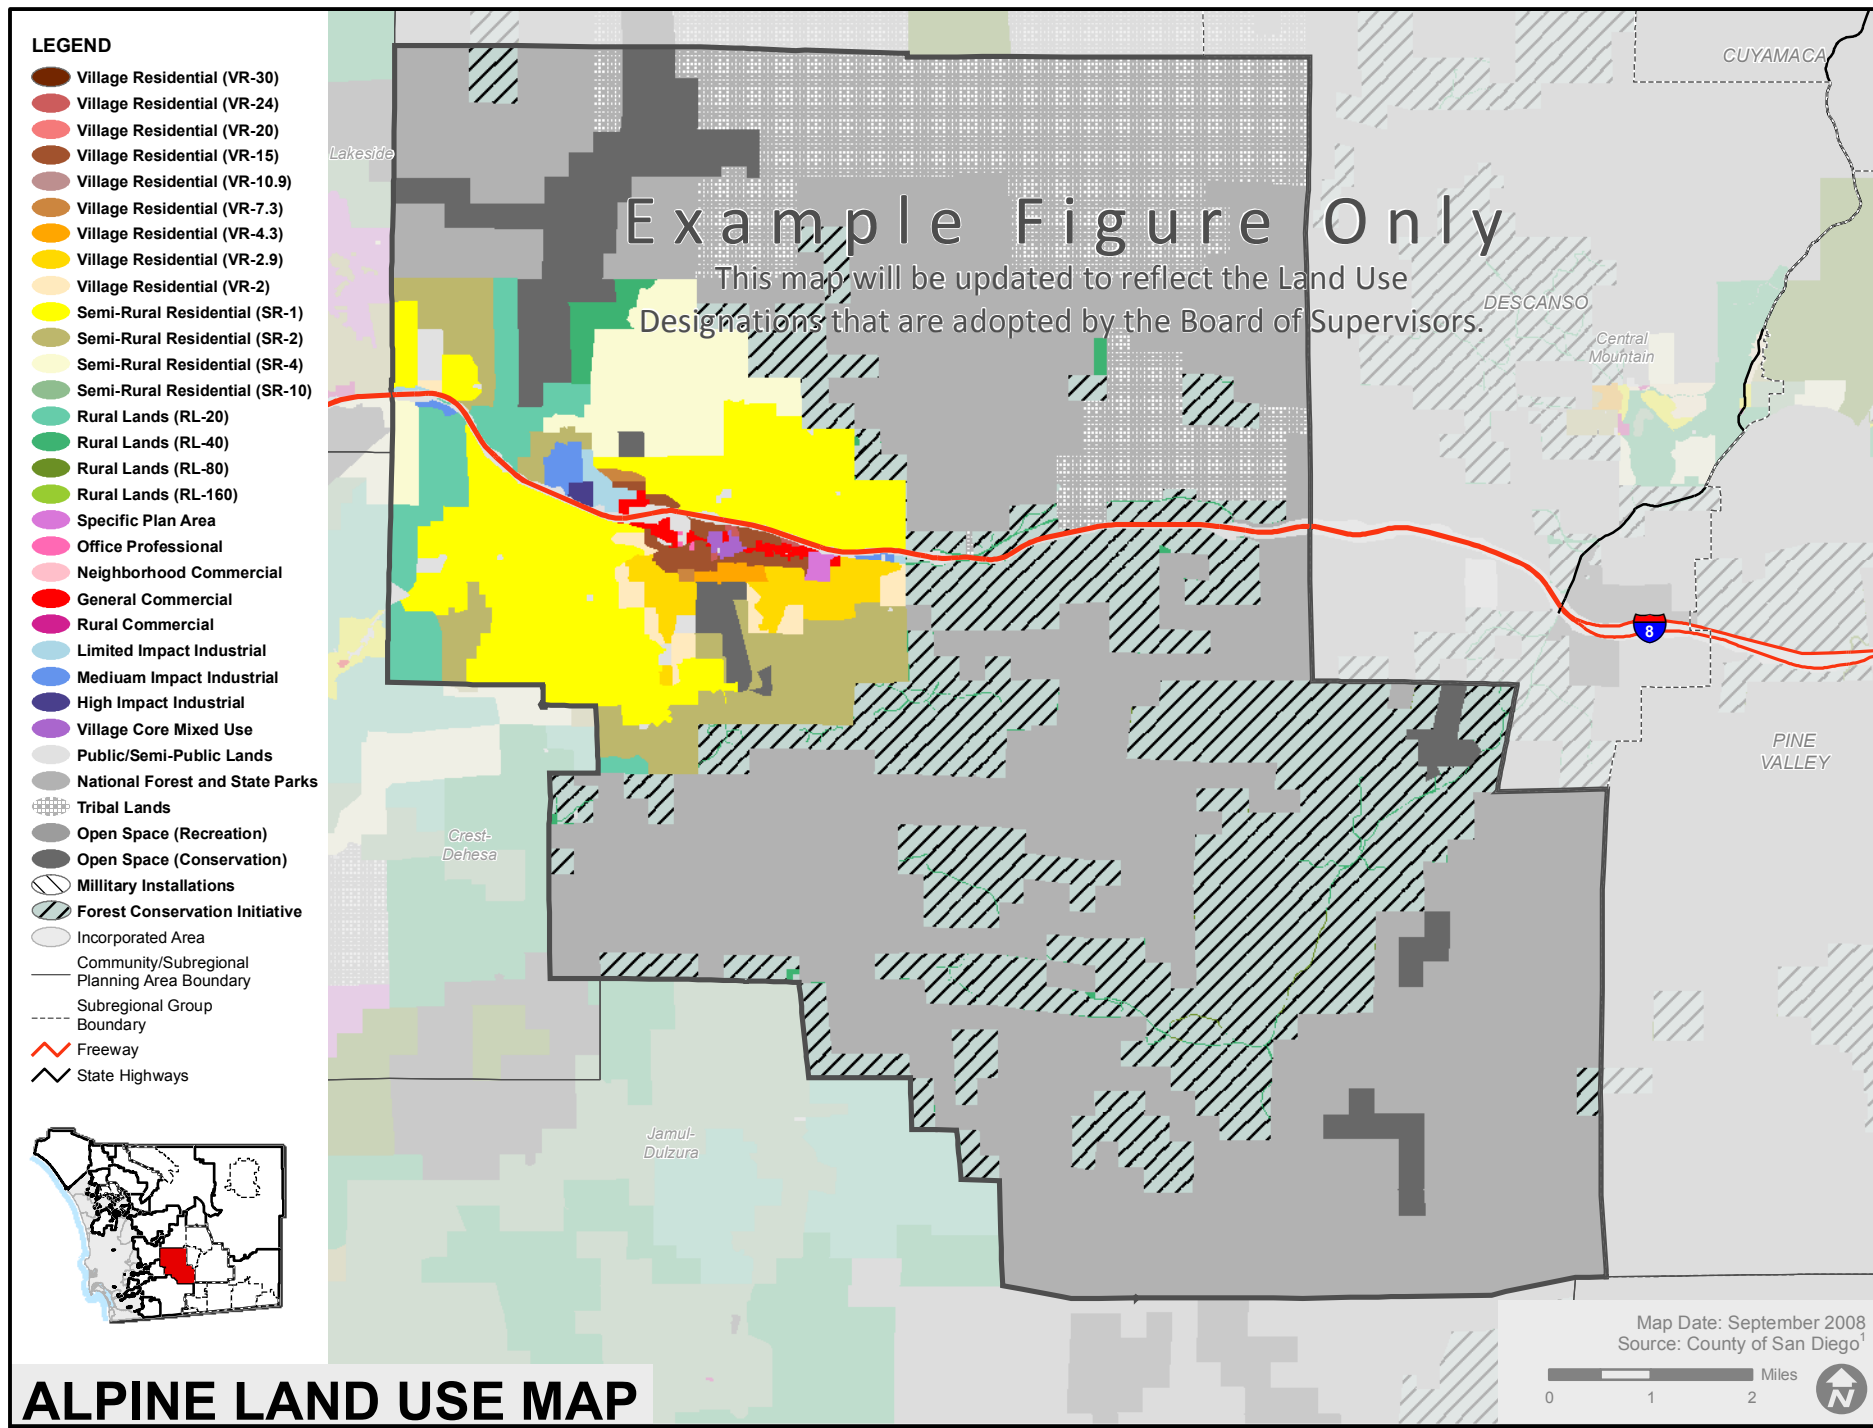 LEGEND
Village Residential (VR-30)
Village Residential (VR-24)
Village Residential (VR-20)
Village Residential (VR-15)
Village Residential (VR-10.9)
Village Residential (VR-7.3)
Village Residential (VR-4.3)
Village Residential (VR-2.9)
Village Residential (VR-2)
Semi-Rural Residential (SR-1)
Semi-Rural Residential (SR-2)
Semi-Rural Residential (SR-4)
Semi-Rural Residential (SR-10)
Rural Lands (RL-20)
Rural Lands (RL-40)
Rural Lands (RL-80)
Rural Lands (RL-160)
Specific Plan Area
Office Professional
Neighborhood Commercial
General Commercial
Rural Commercial
Limited Impact Industrial
Mediuam Impact Industrial
High Impact Industrial
Village Core Mixed Use
Public/Semi-Public Lands
National Forest and State Parks
Tribal Lands
Open Space (Recreation)
Open Space (Conservation)
Millitary Installations
Forest Conservation Initiative
Incorporated Area
Community/Subregional
Planning Area Boundary
Subregional Group
Boundary
Freeway
State Highways
CUYAMACA
Lakeside
Example Figure Only
This map will be updated to reflect the Land Use
Designations that are adopted by the Board of Supervisors.
DESCANSO
Central
Mountain
8
PINE
VALLEY
Crest-
Dehesa
Jamul-
Dulzura
Map Date: September 2008
Source: County of San Diego1
Miles
0 1 2
N
ALPINE LAND USE MAP